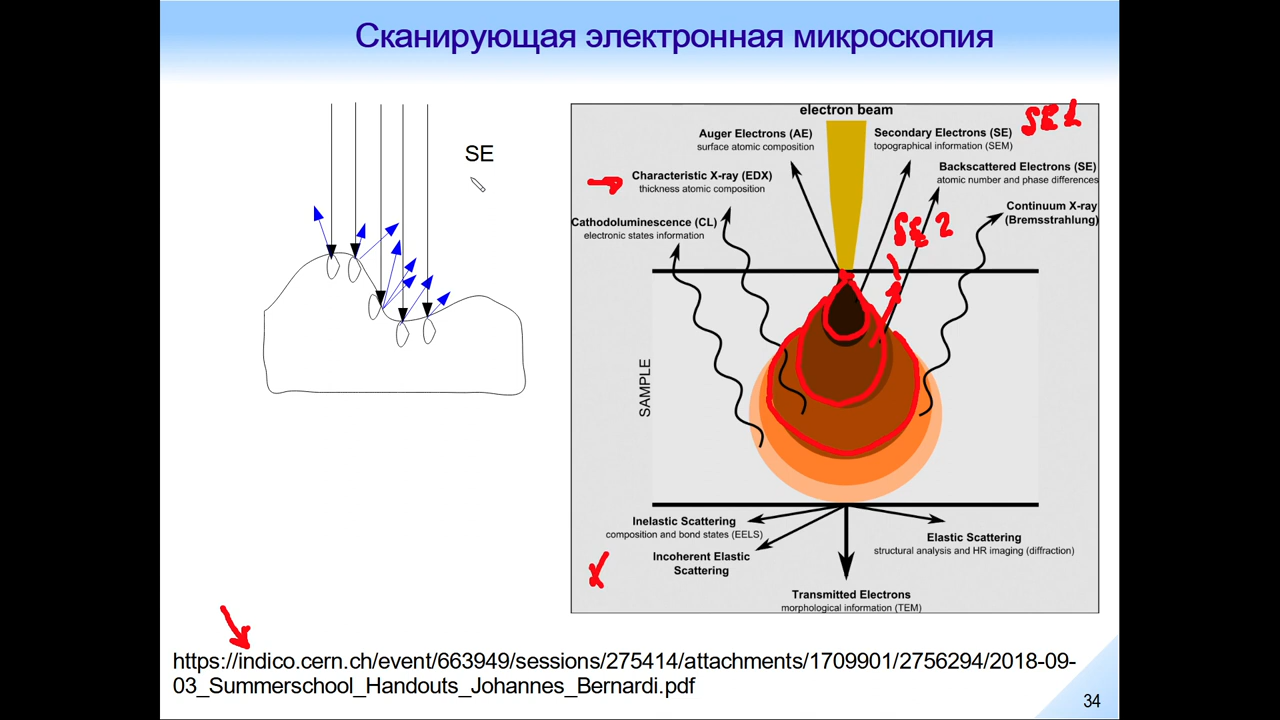 Сканирующая электронная микроскопия
SE
electron beam
SE1
Auger Electrons (AE)
surface atomic composition
Secondary Electrons (SE)
topographical information (SEM)
Characteristic X-ray (EDX)
thickness atomic composition
Backscattered Electrons (SE)
atomic number and phase differences
Cathodoluminescence (CL)
electronic states information
Continuum X-ray
(Bremsstrahlung)
SE 2
SAMPLE
Inelastic Scattering
composition and bond states (EELS)
Incoherent Elastic
Scattering
Elastic Scattering
structural analysis and HR imaging (diffraction)
Transmitted Electrons
morphological information (TEM)
https://indico.cern.ch/event/663949/sessions/275414/attachments/1709901/2756294/2018-09-
03_Summerschool_Handouts_Johannes_Bernardi.pdf
34